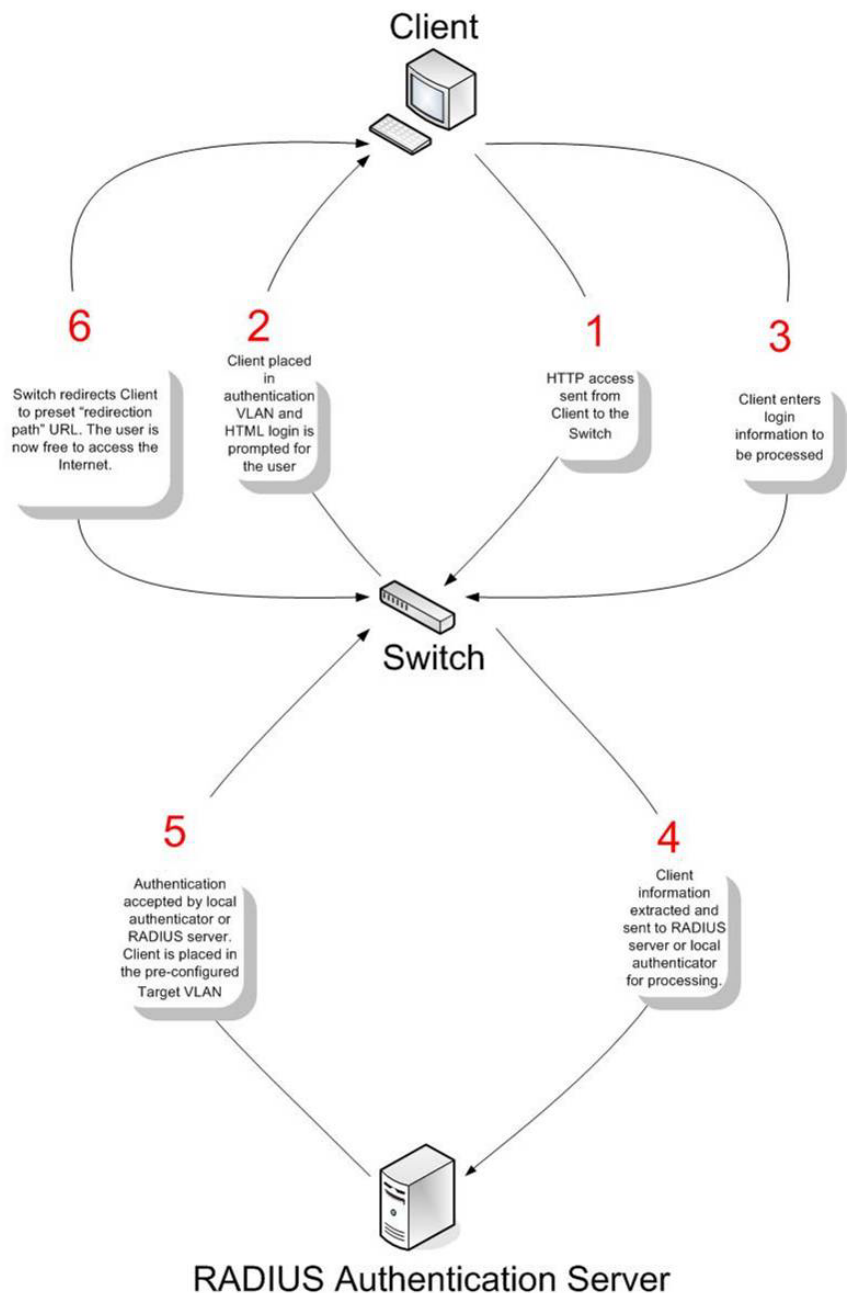 Client
6
Switch redirects Client
to preset “redirection
path” URL. The user is
now free to access the
Internet.
2
Client placed
in
authentication
VLAN and
HTML login is
prompted for
the user
1
HTTP access
sent from
Client to the
Switch
3
Client enters
login
information to
be processed
Switch
5
Authentication
accepted by local
authenticator or
RADIUS server.
Client is placed in
the pre-configured
Target VLAN
4
Client
information
extracted and
sent to RADIUS
server or local
authenticator
for processing.
RADIUS Authentication Server